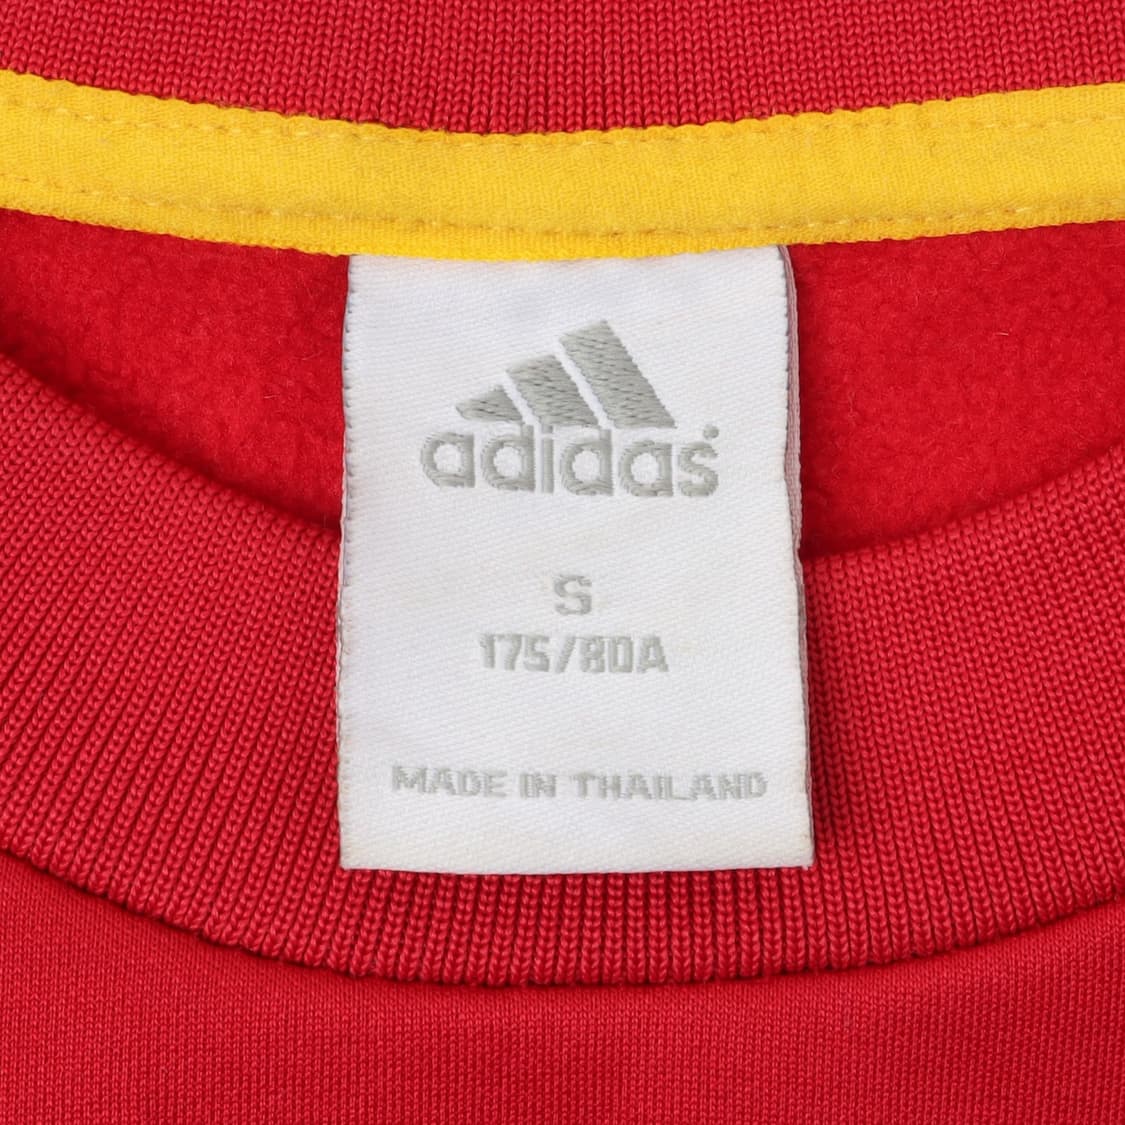 adidas®
S
175/80A
MADE IN THAILAND